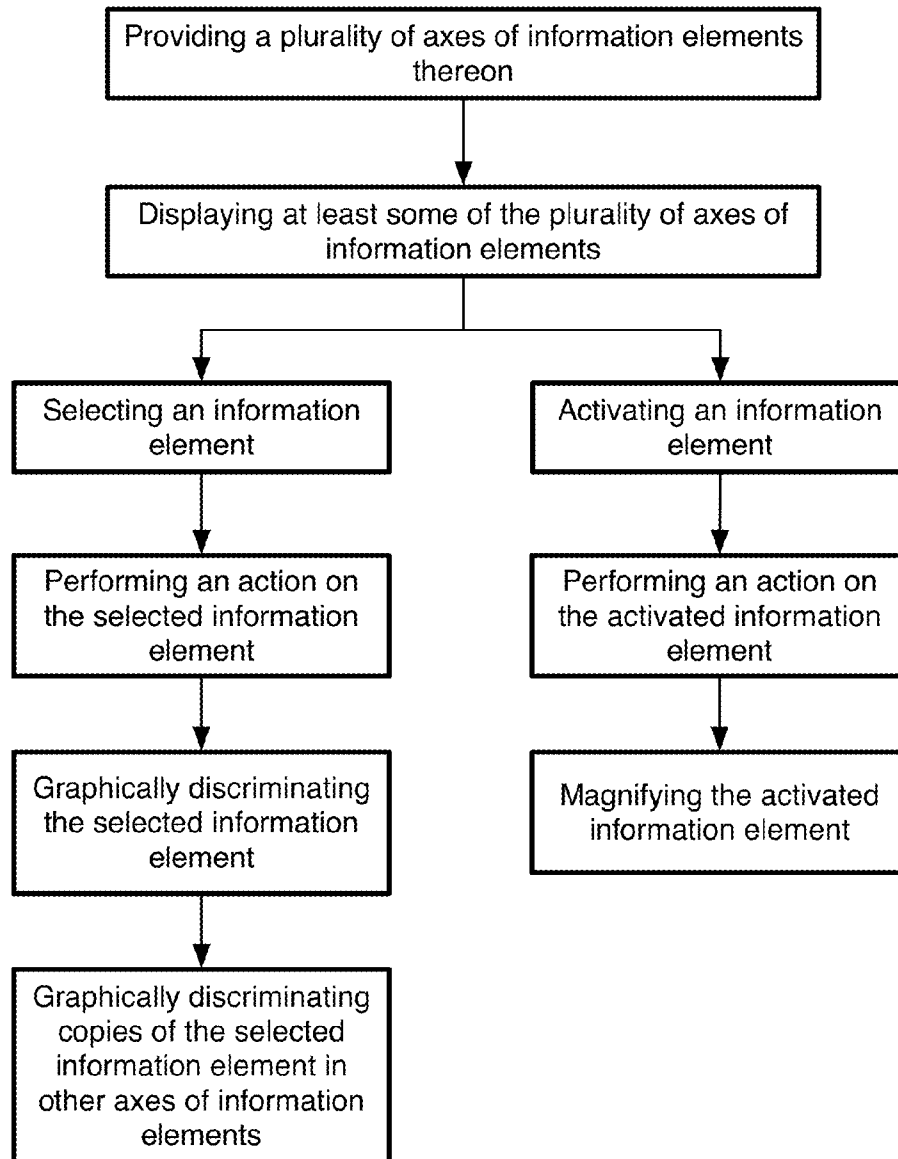 Providing a plurality of axes of information elements
thereon
Displaying at least some of the plurality of axes of
information elements
Selecting an information
element
Activating an information
element
Performing an action on
the selected information
element
Performing an action on
the activated information
element
Graphically discriminating
the selected information
element
Magnifying the activated
information element
Graphically discriminating
copies of the selected
information element in
other axes of information
elements